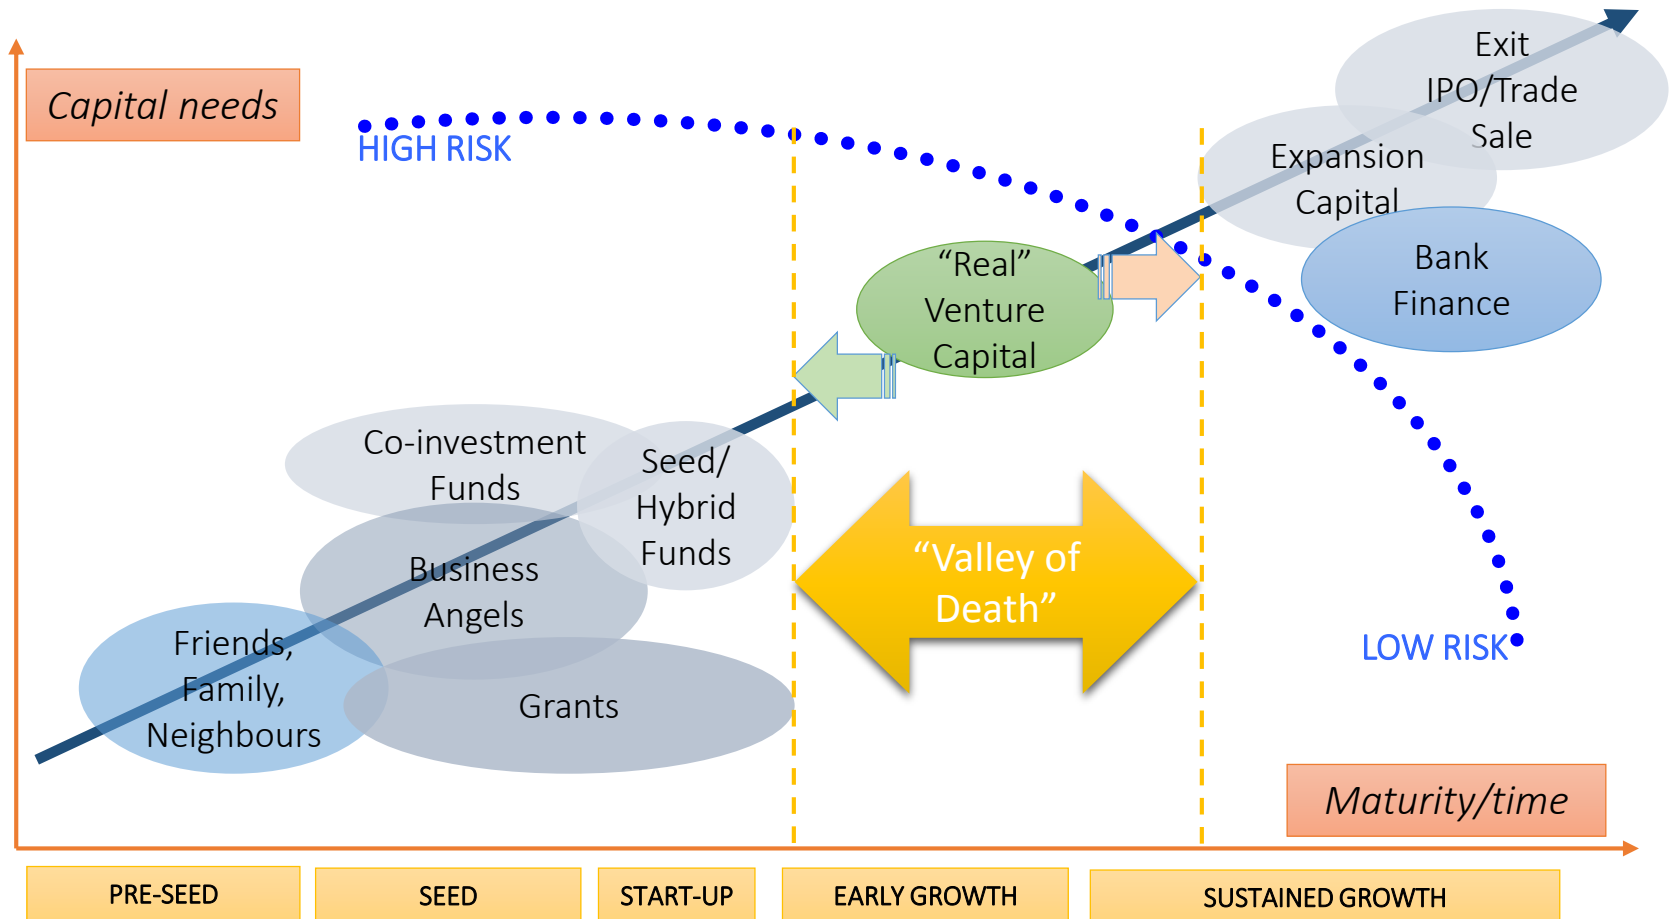 Capital needs
HIGH RISK
Exit
IPO/Trade
Sale
Expansion
Capital
Bank
Finance
“Real”
Venture
Capital
Co-investment
Funds
Seed/
Hybrid
Funds
Business
Angels
Friends,
Family,
Neighbours
Grants
“Valley of
Death”
LOW RISK
Maturity/time
PRE-SEED
SEED
START-UP
EARLY GROWTH
SUSTAINED GROWTH